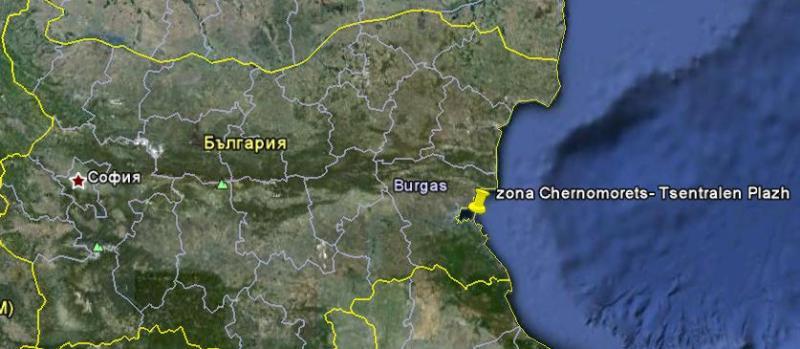 България
София
Burgas
zona Chernomorets- Tsentralen Plazh
M)